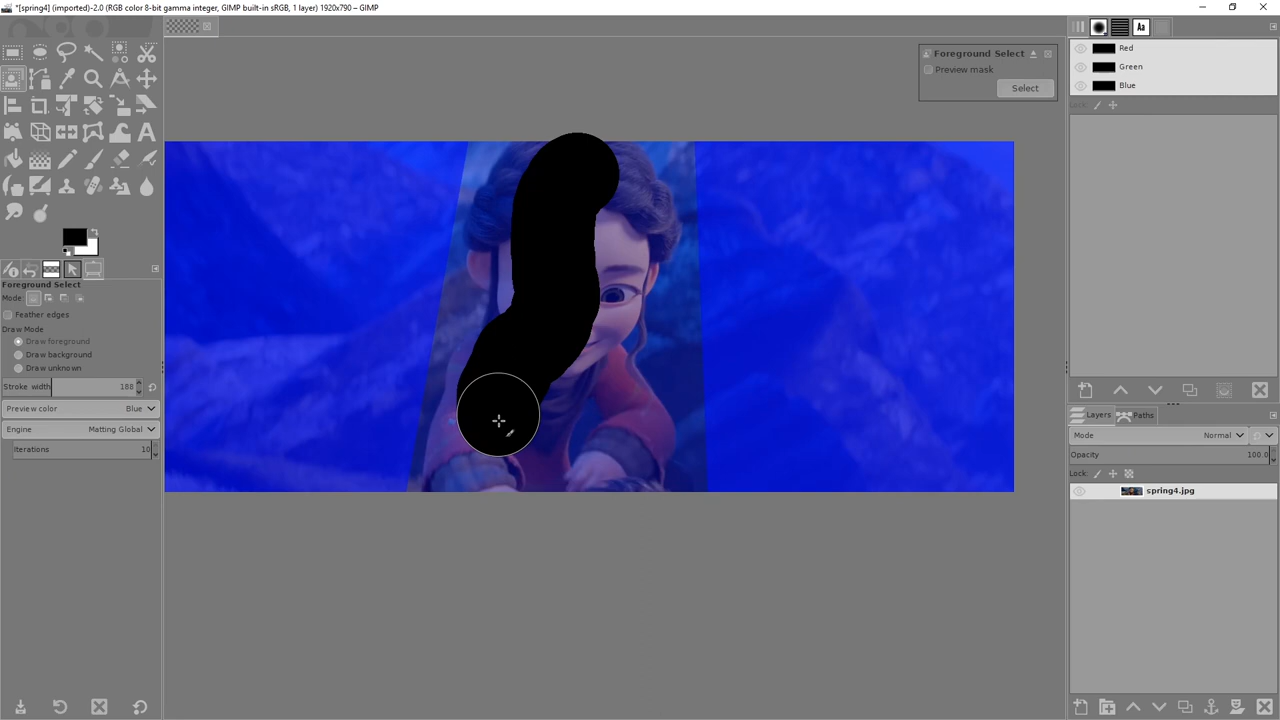 *[spring4] (imported)-2.0 (RGB color 8-bit gamma integer, GIMP built-in sRGB, 1 layer) 1920x790 – GIMP
Foreground Select
Preview mask
Select
Red
Green
Blue
Lock:
Foreground Select
Mode:
Feather edges
Draw Mode
Draw foreground
Draw background
Draw unknown
Stroke width 188
Preview color Blue
Engine Matting Global
Iterations 10
Layers Paths
Mode Normal
Opacity 100.0
Lock:
spring4.jpg